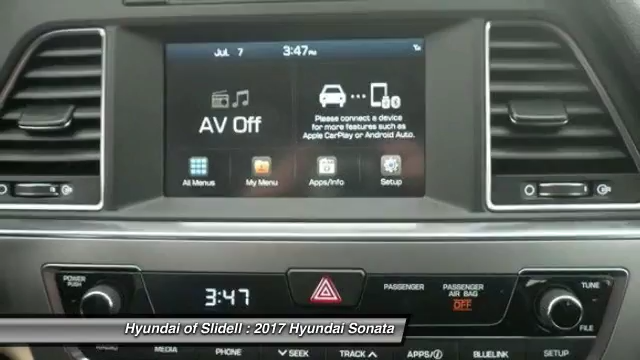 JUL 7 3:47PM
AV Off
Please connect a device
for more features such as
Apple CarPlay or Android Auto.
All Menus My Menu Apps/Info Setup
POWER
PUSH
3:47
PASSENGER
PASSENGER
AIR BAG
OFF
TUNE
FILE
Hyundai of Slidell : 2017 Hyundai Sonata
MEDIA PHONE SEEK TRACK APPS/i BLUELINK SETUP